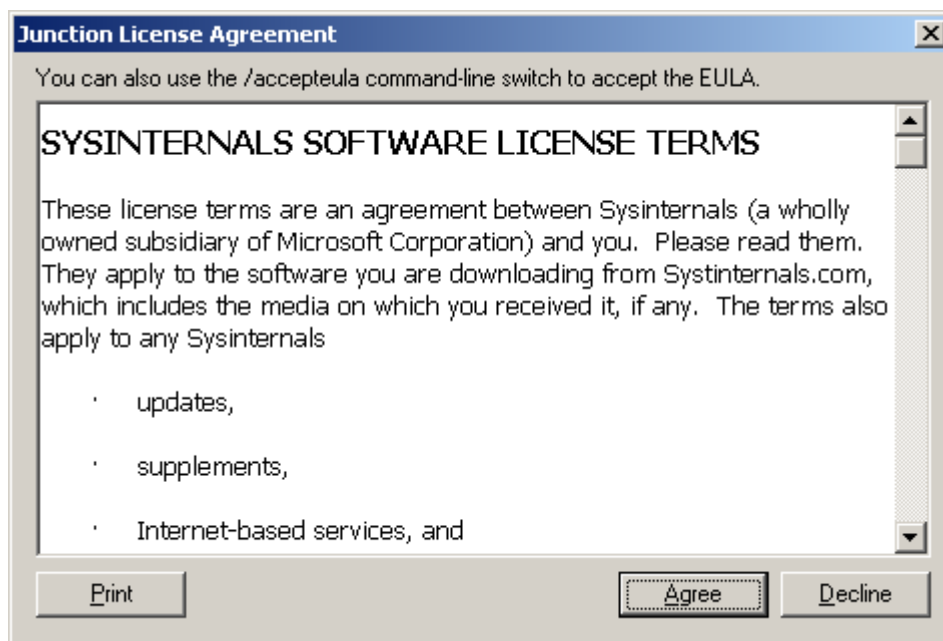 Junction License Agreement
You can also use the /accepteula command-line switch to accept the EULA.
SYSINTERNALS SOFTWARE LICENSE TERMS
These license terms are an agreement between Sysinternals (a wholly
owned subsidiary of Microsoft Corporation) and you.  Please read them.
They apply to the software you are downloading from Systinternals.com,
which includes the media on which you received it, if any.  The terms also
apply to any Sysinternals
· updates,
· supplements,
· Internet-based services, and
Print Agree Decline